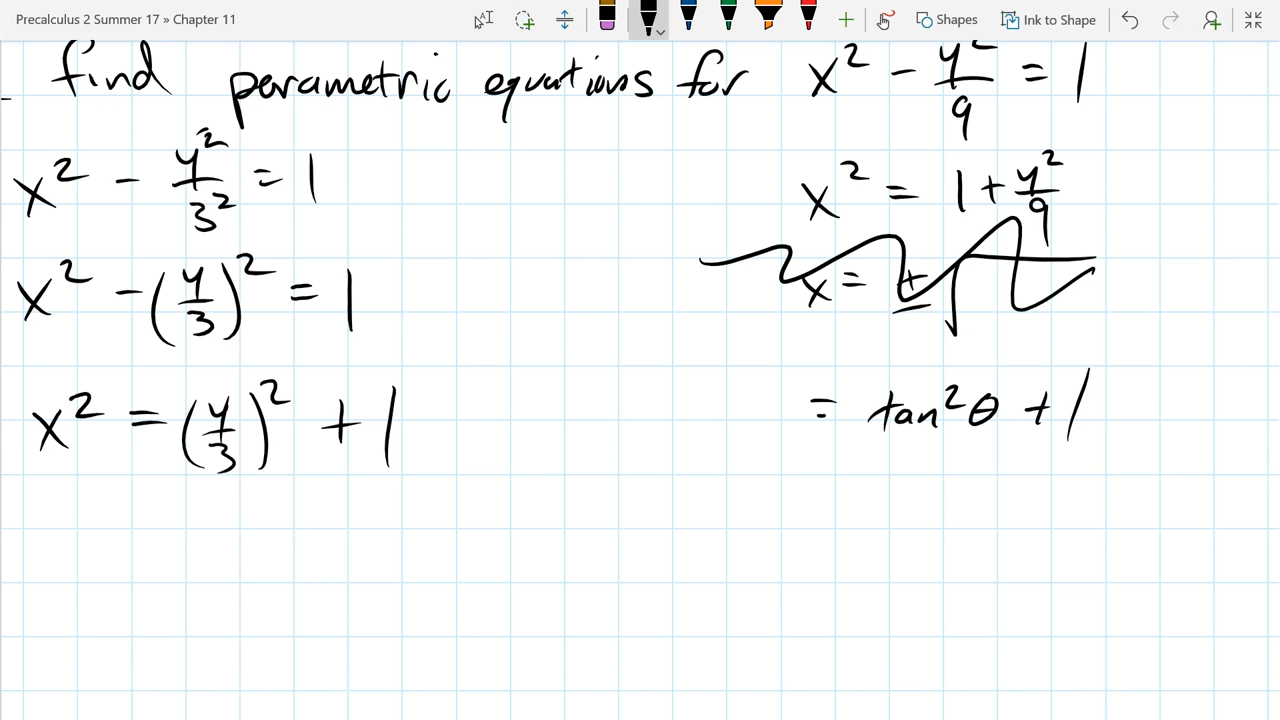 Precalculus 2 Summer 17 » Chapter 11
Shapes
Ink to Shape
find parametric equations for x² - y²/9 = 1
x² - y²/3² = 1
x² = 1 + y²/9
x² - (y/3)² = 1
x = ±√
x² = (y/3)² + 1
= tan²θ + 1